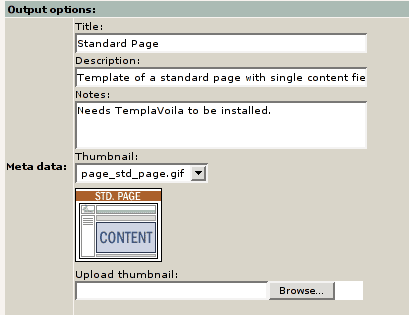 Output options:
Title:
Standard Page
Description:
Template of a standard page with single content fie
Notes:
Needs TemplaVoila to be installed.
Meta data:
Thumbnail:
page_std_page.gif
STD. PAGE
CONTENT
Upload thumbnail:
Browse...